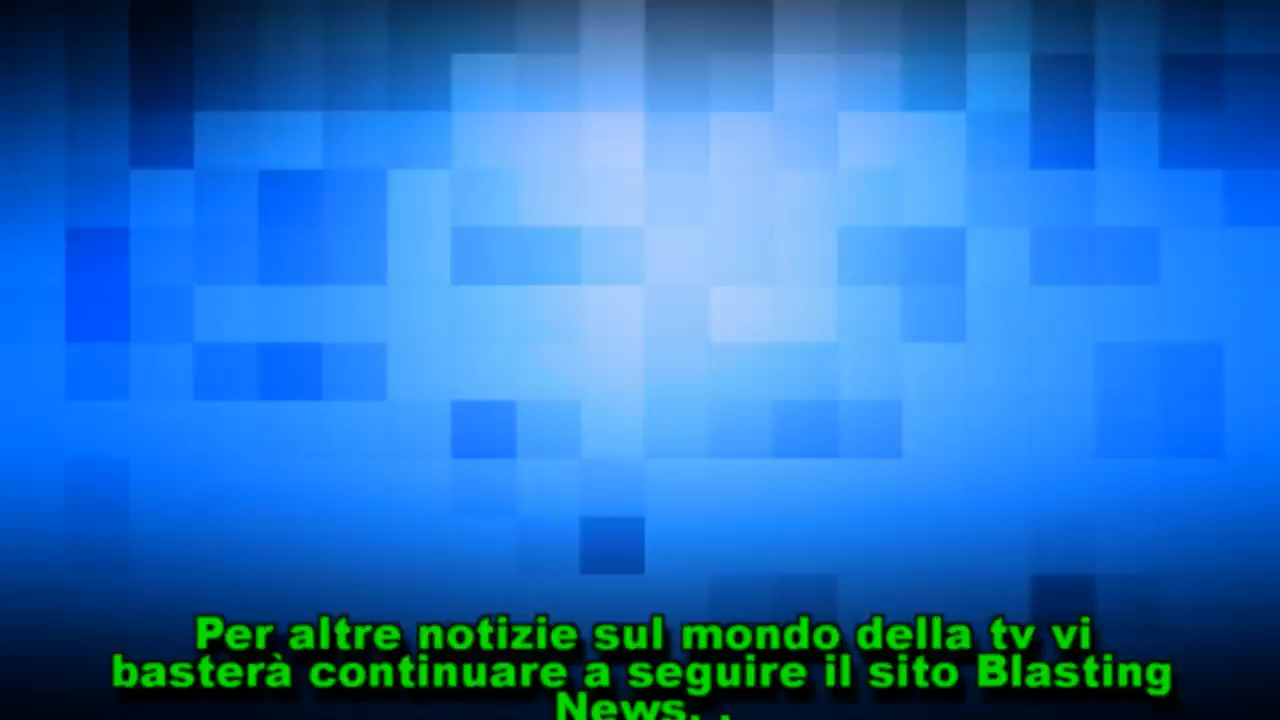 Per altre notizie sul mondo della tv vi
basterà continuare a seguire il sito Blasting
News. .